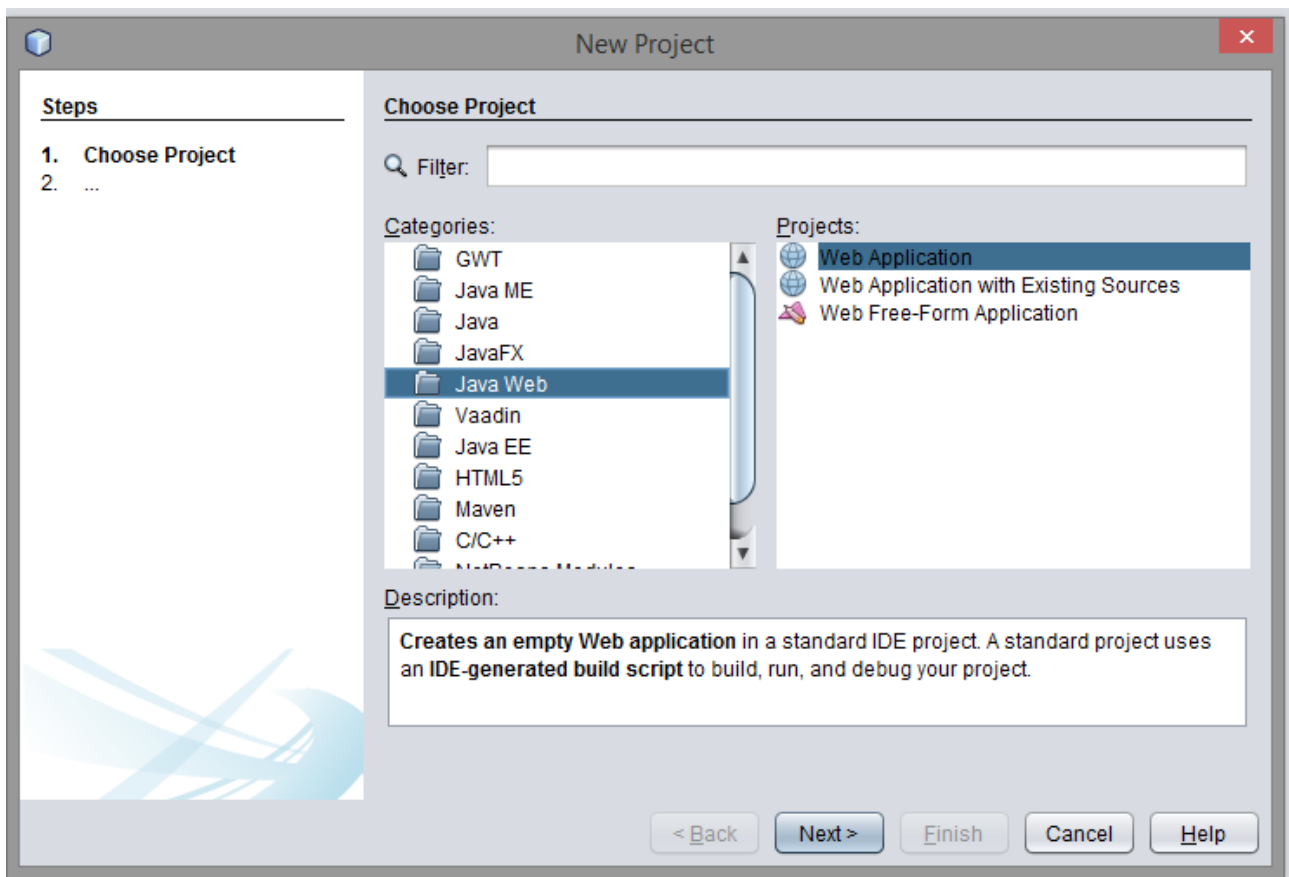 New Project
Steps
1. Choose Project
2. ...
Choose Project
Filter:
Categories:
GWT
Java ME
Java
JavaFX
Java Web
Vaadin
Java EE
HTML5
Maven
C/C++
NetBeans Modules
Projects:
Web Application
Web Application with Existing Sources
Web Free-Form Application
Description:
Creates an empty Web application in a standard IDE project. A standard project uses
an IDE-generated build script to build, run, and debug your project.
< Back
Next >
Finish
Cancel
Help